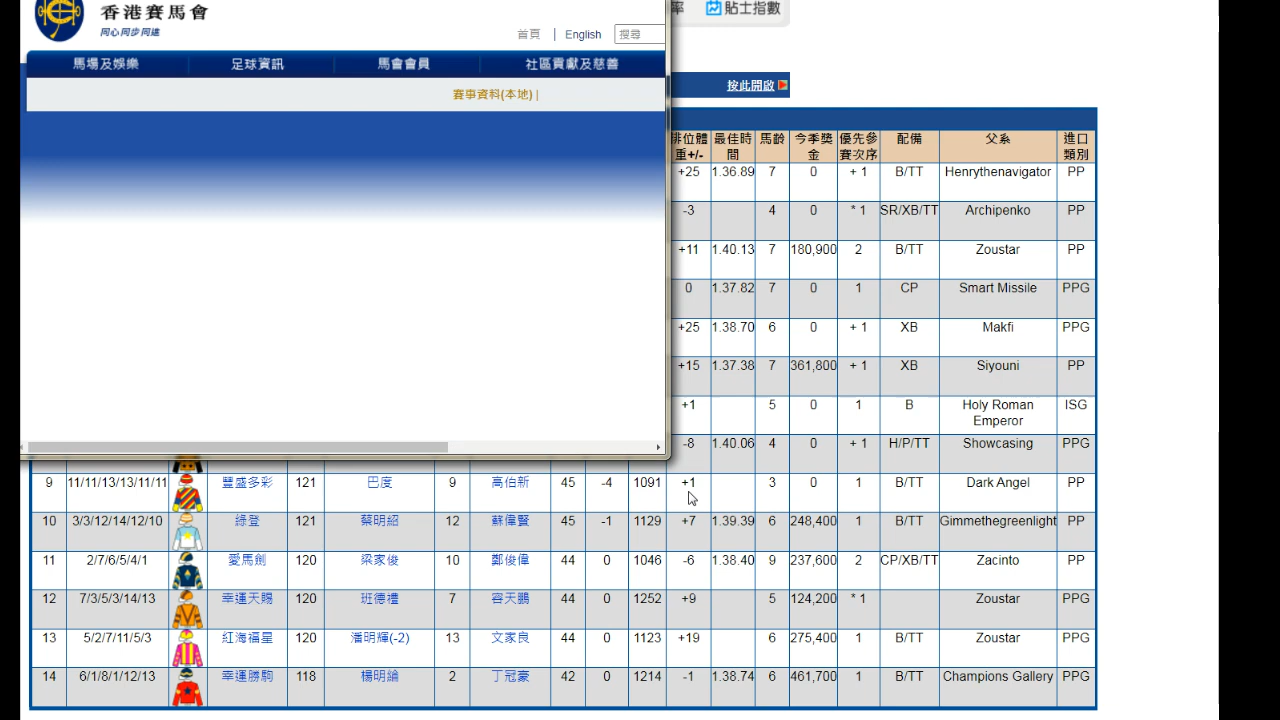 香港賽馬會
同心同步同進
首頁 | English 搜尋
馬場及娛樂 足球資訊 馬會會員 社區貢獻及慈善
賽事資料(本地) |
率 貼士指數
按此開啟
排位體重+/- 最佳時間 馬齡 今季獎金 優先參賽次序 配備 父系 進口類別
+25 1.36.89 7 0 + 1 B/TT Henrythenavigator PP
-3 4 0 * 1 SR/XB/TT Archipenko PP
+11 1.40.13 7 180,900 2 B/TT Zoustar PP
0 1.37.82 7 0 1 CP Smart Missile PPG
+25 1.38.70 6 0 + 1 XB Makfi PPG
+15 1.37.38 7 361,800 + 1 XB Siyouni PP
+1 5 0 1 B Holy Roman Emperor ISG
-8 1.40.06 4 0 + 1 H/P/TT Showcasing PPG
9 11/11/13/13/11/11 豐盛多彩 121 巴度 9 高伯新 45 -4 1091 +1 3 0 1 B/TT Dark Angel PP
10 3/3/12/14/12/10 綠登 121 蔡明紹 12 蘇偉賢 45 -1 1129 +7 1.39.39 6 248,400 1 B/TT Gimmethegreenlight PP
11 2/7/6/5/4/1 愛馬劍 120 梁家俊 10 鄭俊偉 44 0 1046 -6 1.38.40 9 237,600 2 CP/XB/TT Zacinto PP
12 7/3/5/3/14/13 幸運天賜 120 班德禮 7 容天鵬 44 0 1252 +9 5 124,200 * 1 Zoustar PPG
13 5/2/7/11/5/3 紅海福星 120 潘明輝(-2) 13 文家良 44 0 1123 +19 6 275,400 1 B/TT Zoustar PPG
14 6/1/8/1/12/13 幸運勝駒 118 楊明綸 2 丁冠豪 42 0 1214 -1 1.38.74 6 461,700 1 B/TT Champions Gallery PPG